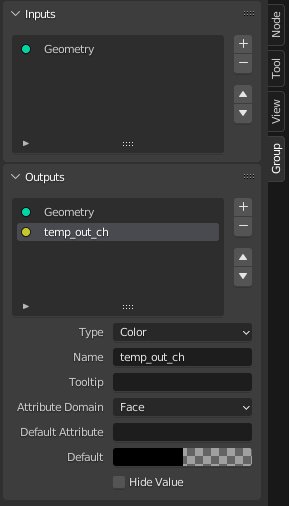 Inputs
Geometry
Outputs
Geometry
temp_out_ch
Type Color
Name temp_out_ch
Tooltip
Attribute Domain Face
Default Attribute
Default
Hide Value
Node
Tool
View
Group